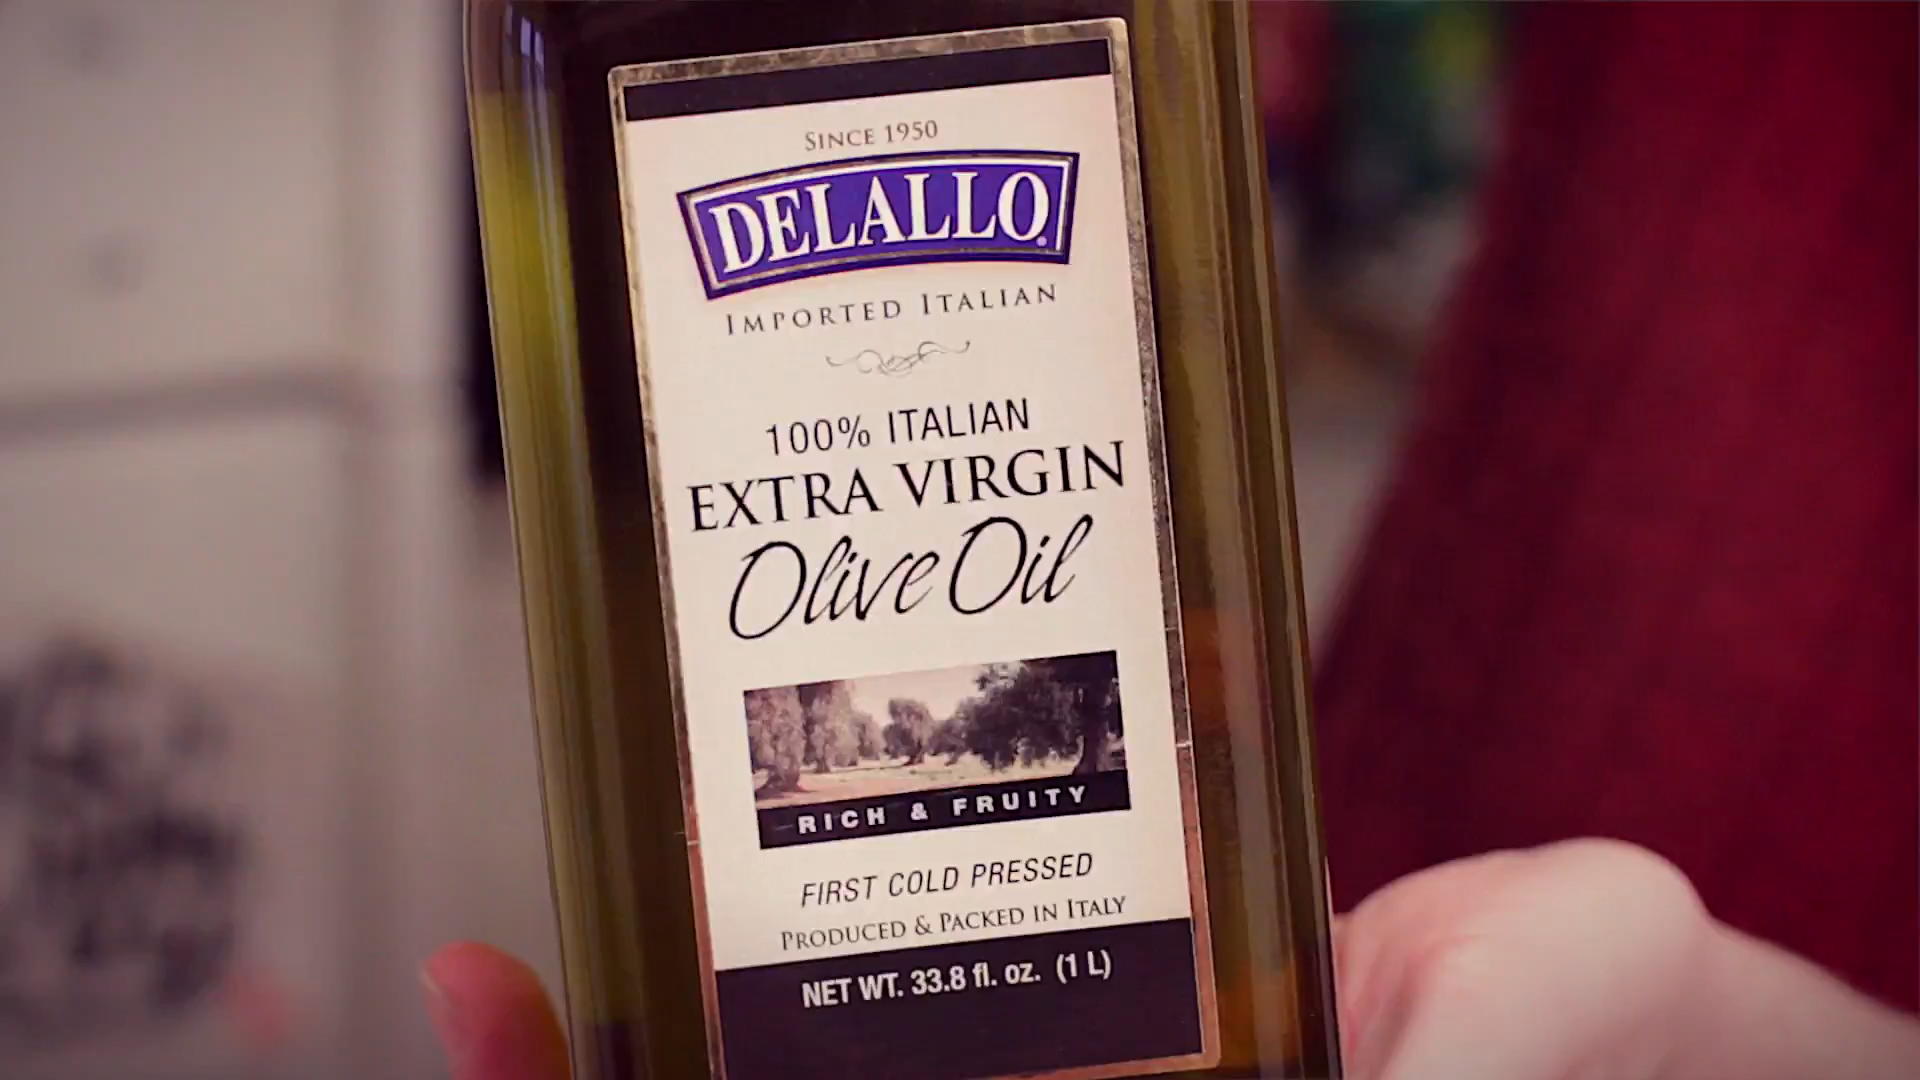 SINCE 1950
DELALLO®
IMPORTED ITALIAN
100% ITALIAN
EXTRA VIRGIN
Olive Oil
RICH & FRUITY
FIRST COLD PRESSED
PRODUCED & PACKED IN ITALY
NET WT. 33.8 fl. oz. (1 L)